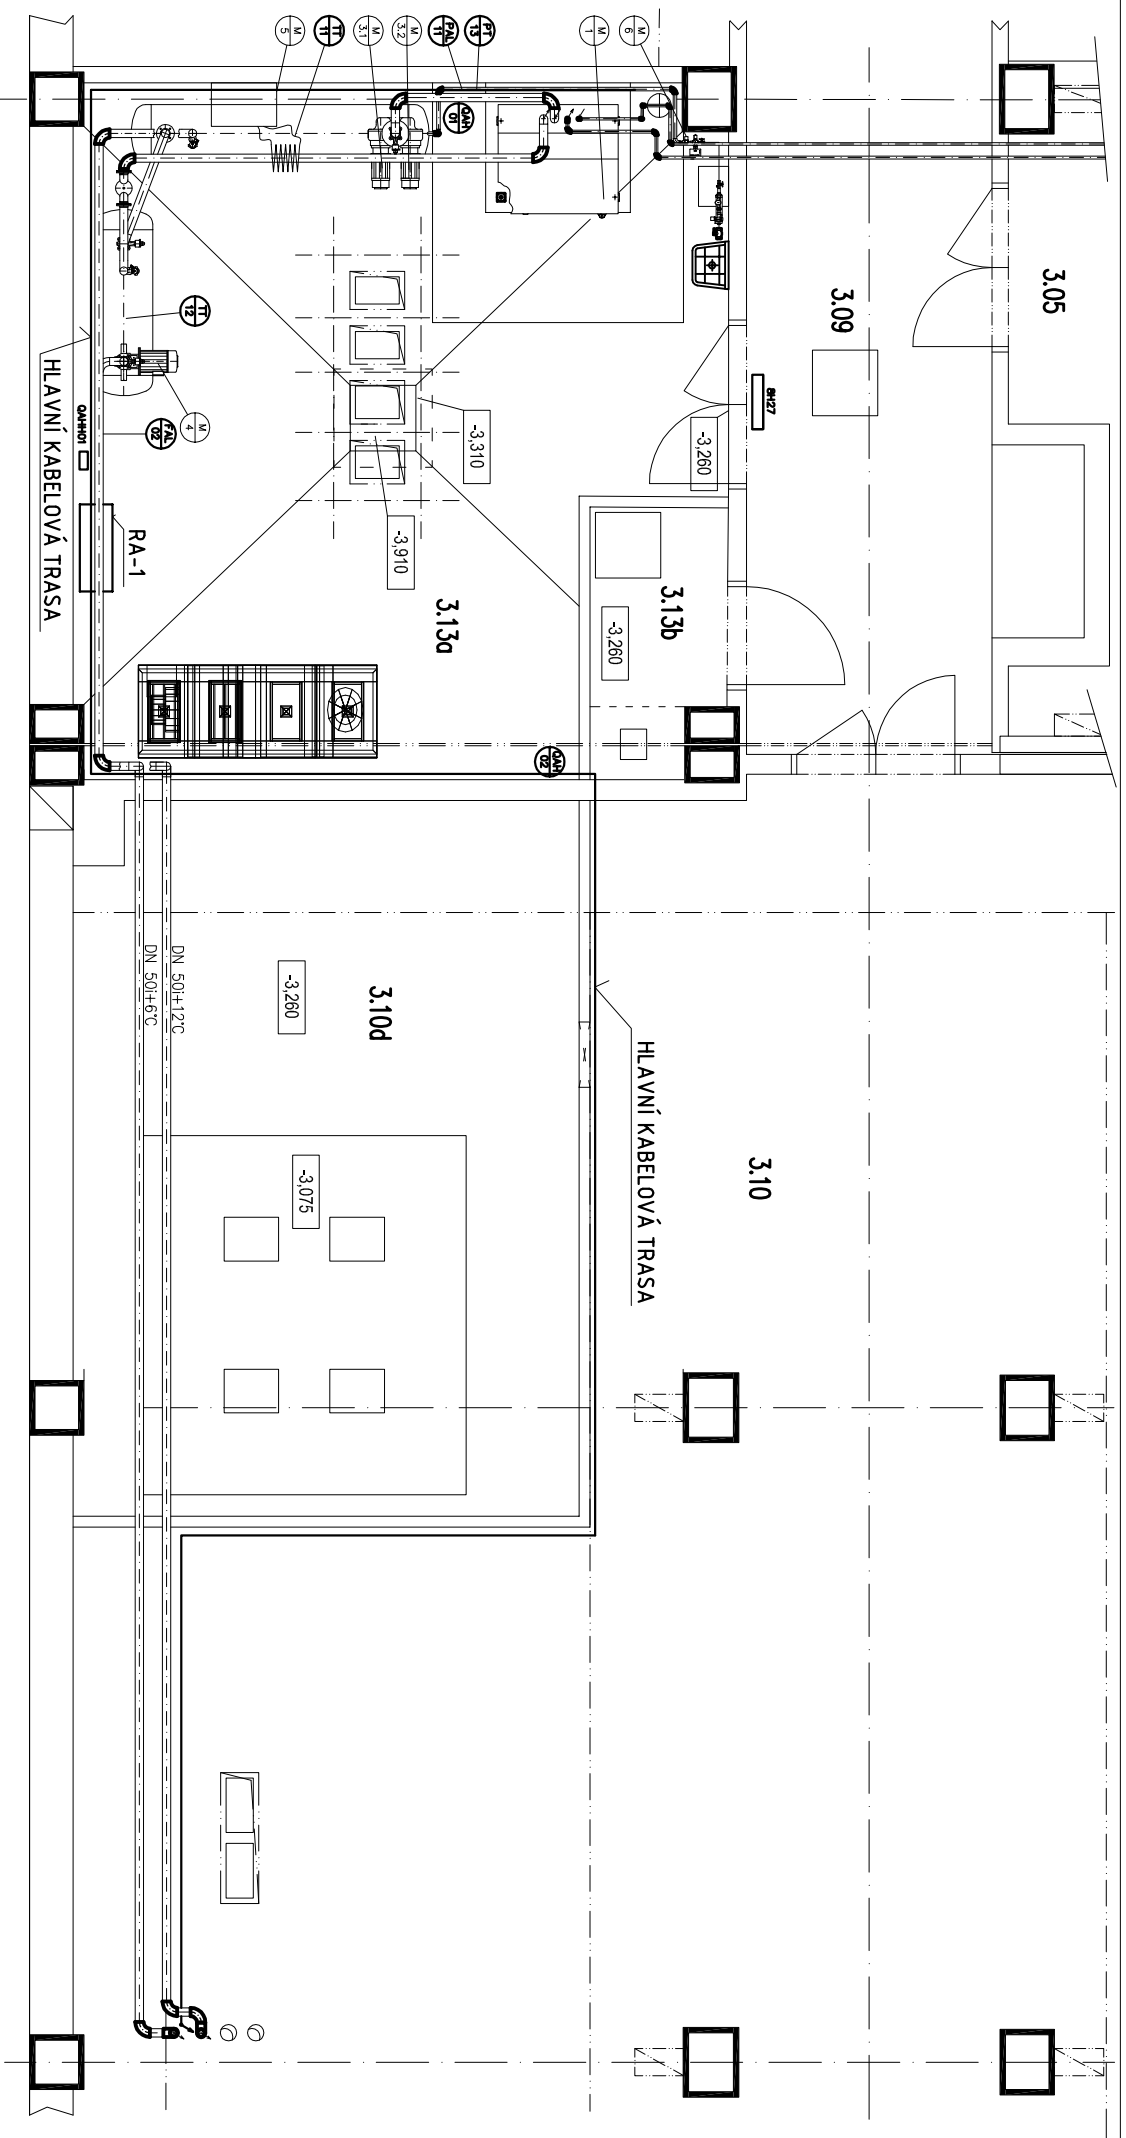 M
5
TT
11
M
3.1
M
3.2
PAL
11
PT
13
M
1
M
6
QAH
01
3.05
3.09
TT
12
8H27
HLAVNÍ KABELOVÁ TRASA
QAHH01
M
4
FAL
02
-3,310
-3,260
RA-1
-3,910
3.13a
3.13b
-3,260
QAH
02
DN 50i+6°C
DN 50i+12°C
-3,260
3.10d
HLAVNÍ KABELOVÁ TRASA
3.10
-3,075